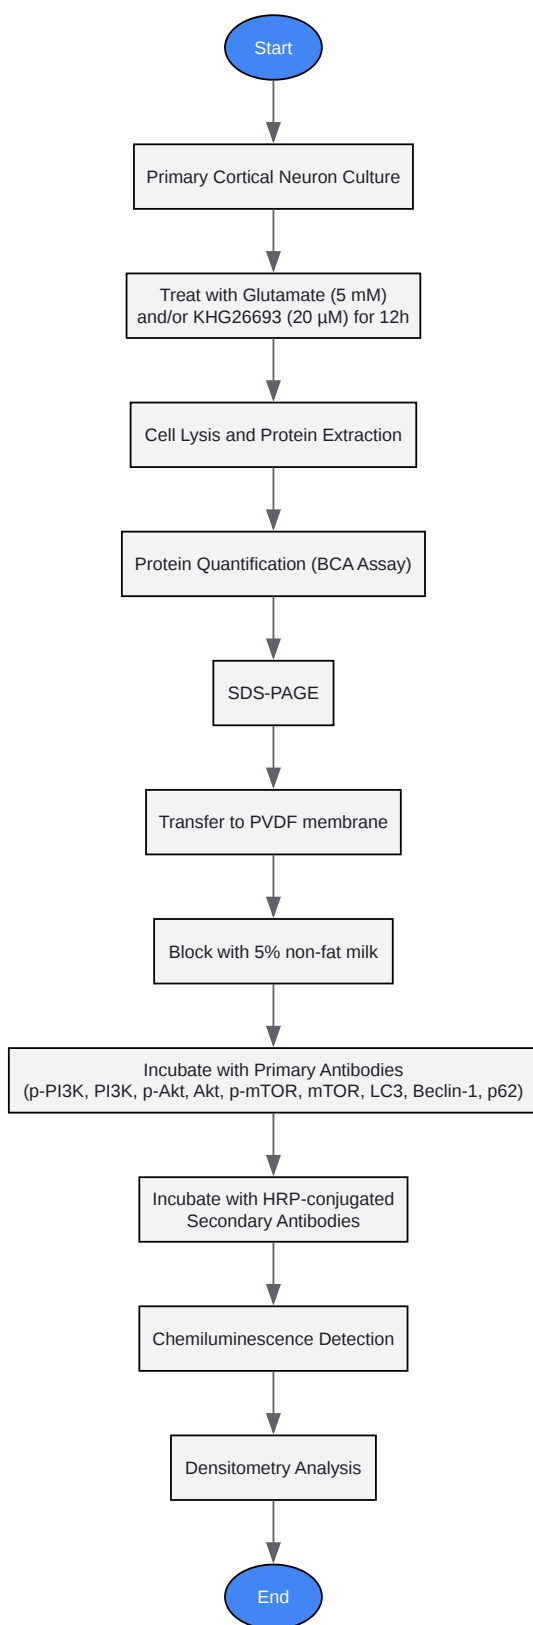 Start
Primary Cortical Neuron Culture
Treat with Glutamate (5 mM)
and/or KHG26693 (20 µM) for 12h
Cell Lysis and Protein Extraction
Protein Quantification (BCA Assay)
SDS-PAGE
Transfer to PVDF membrane
Block with 5% non-fat milk
Incubate with Primary Antibodies
(p-PI3K, PI3K, p-Akt, Akt, p-mTOR, mTOR, LC3, Beclin-1, p62)
Incubate with HRP-conjugated
Secondary Antibodies
Chemiluminescence Detection
Densitometry Analysis
End